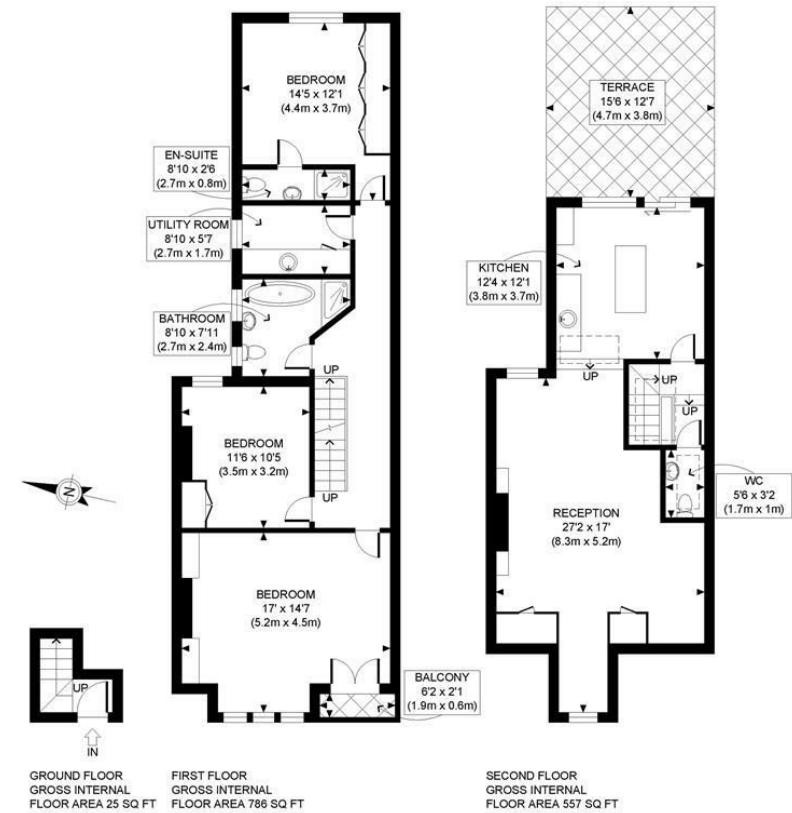 BEDROOM
14'5 x 12'1
(4.4m x 3.7m)
EN-SUITE
8'10 x 2'6
(2.7m x 0.8m)
UTILITY ROOM
8'10 x 5'7
(2.7m x 1.7m)
BATHROOM
8'10 x 7'11
(2.7m x 2.4m)
UP
BEDROOM
11'6 x 10'5
(3.5m x 3.2m)
UP
BEDROOM
17' x 14'7
(5.2m x 4.5m)
BALCONY
6'2 x 2'1
(1.9m x 0.6m)
TERRACE
15'6 x 12'7
(4.7m x 3.8m)
KITCHEN
12'4 x 12'1
(3.8m x 3.7m)
UP
UP
UP
WC
5'6 x 3'2
(1.7m x 1m)
RECEPTION
27'2 x 17'
(8.3m x 5.2m)
N
UP
IN
GROUND FLOOR
GROSS INTERNAL
FLOOR AREA 25 SQ FT
FIRST FLOOR
GROSS INTERNAL
FLOOR AREA 786 SQ FT
SECOND FLOOR
GROSS INTERNAL
FLOOR AREA 557 SQ FT